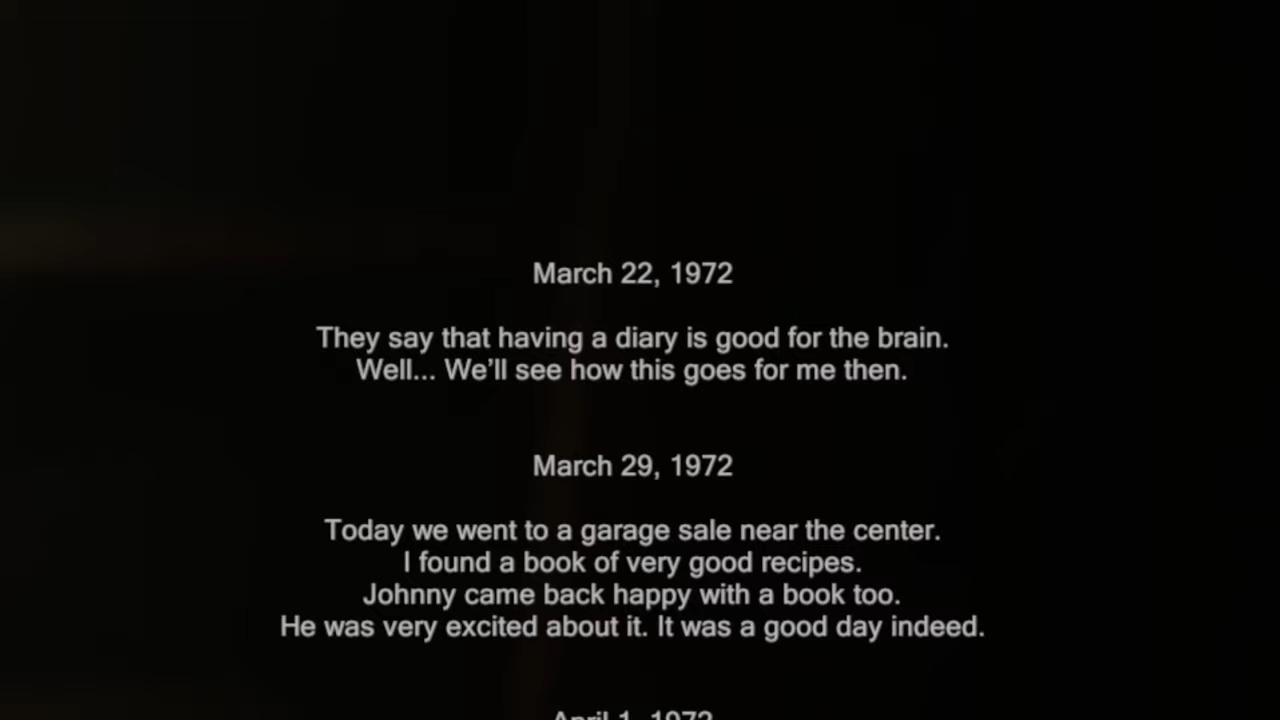 March 22, 1972
They say that having a diary is good for the brain.
Well... We’ll see how this goes for me then.
March 29, 1972
Today we went to a garage sale near the center.
I found a book of very good recipes.
Johnny came back happy with a book too.
He was very excited about it. It was a good day indeed.
April 1, 1972